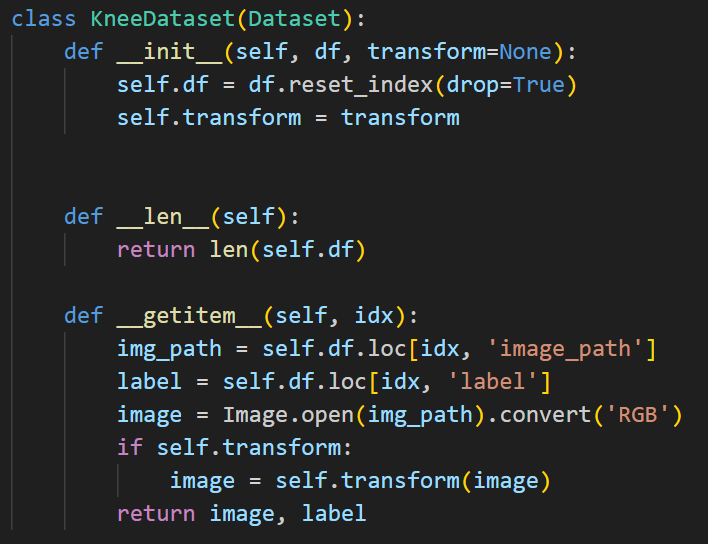 class KneeDataset(Dataset):
    def __init__(self, df, transform=None):
        self.df = df.reset_index(drop=True)
        self.transform = transform


    def __len__(self):
        return len(self.df)

    def __getitem__(self, idx):
        img_path = self.df.loc[idx, 'image_path']
        label = self.df.loc[idx, 'label']
        image = Image.open(img_path).convert('RGB')
        if self.transform:
            image = self.transform(image)
        return image, label